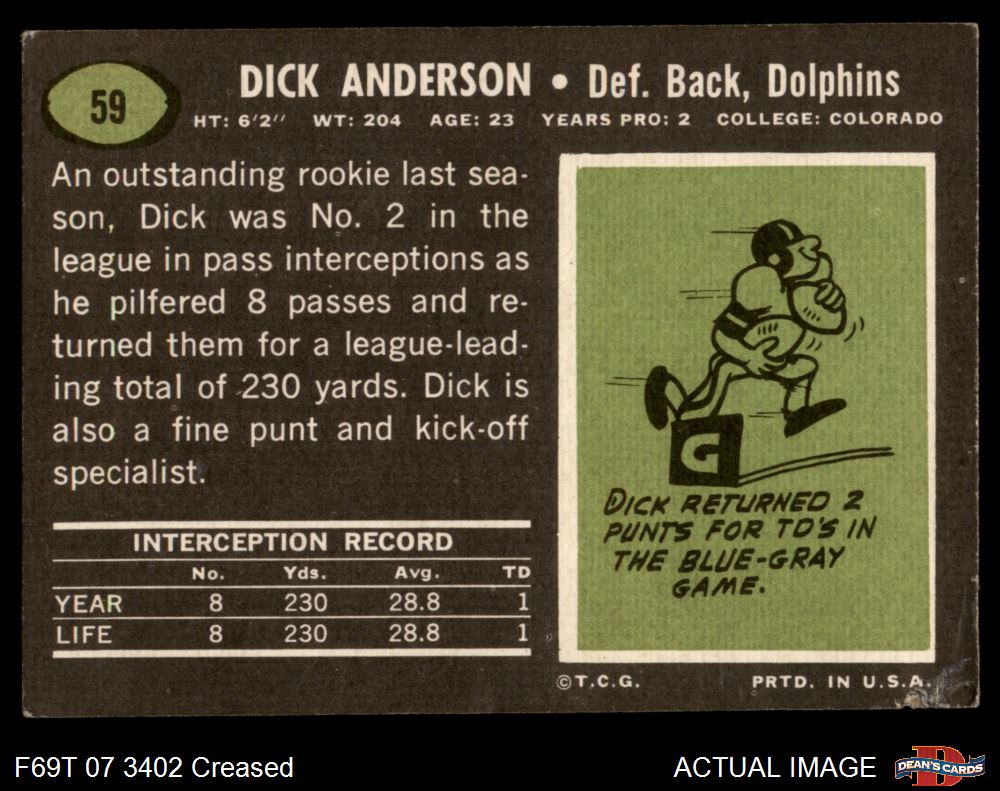 59
DICK ANDERSON • Def. Back, Dolphins
HT: 6'2" WT: 204 AGE: 23 YEARS PRO: 2 COLLEGE: COLORADO
An outstanding rookie last sea-
son, Dick was No. 2 in the
league in pass interceptions as
he pilfered 8 passes and re-
turned them for a league-lead-
ing total of 230 yards. Dick is
also a fine punt and kick-off
specialist.
INTERCEPTION RECORD
No. Yds. Avg. TD
YEAR 8 230 28.8 1
LIFE 8 230 28.8 1
G
DICK RETURNED 2
PUNTS FOR TD'S IN
THE BLUE-GRAY
GAME.
©T.C.G. PRTD. IN U.S.A.
F69T 07 3402 Creased
ACTUAL IMAGE
DEAN'S CARDS